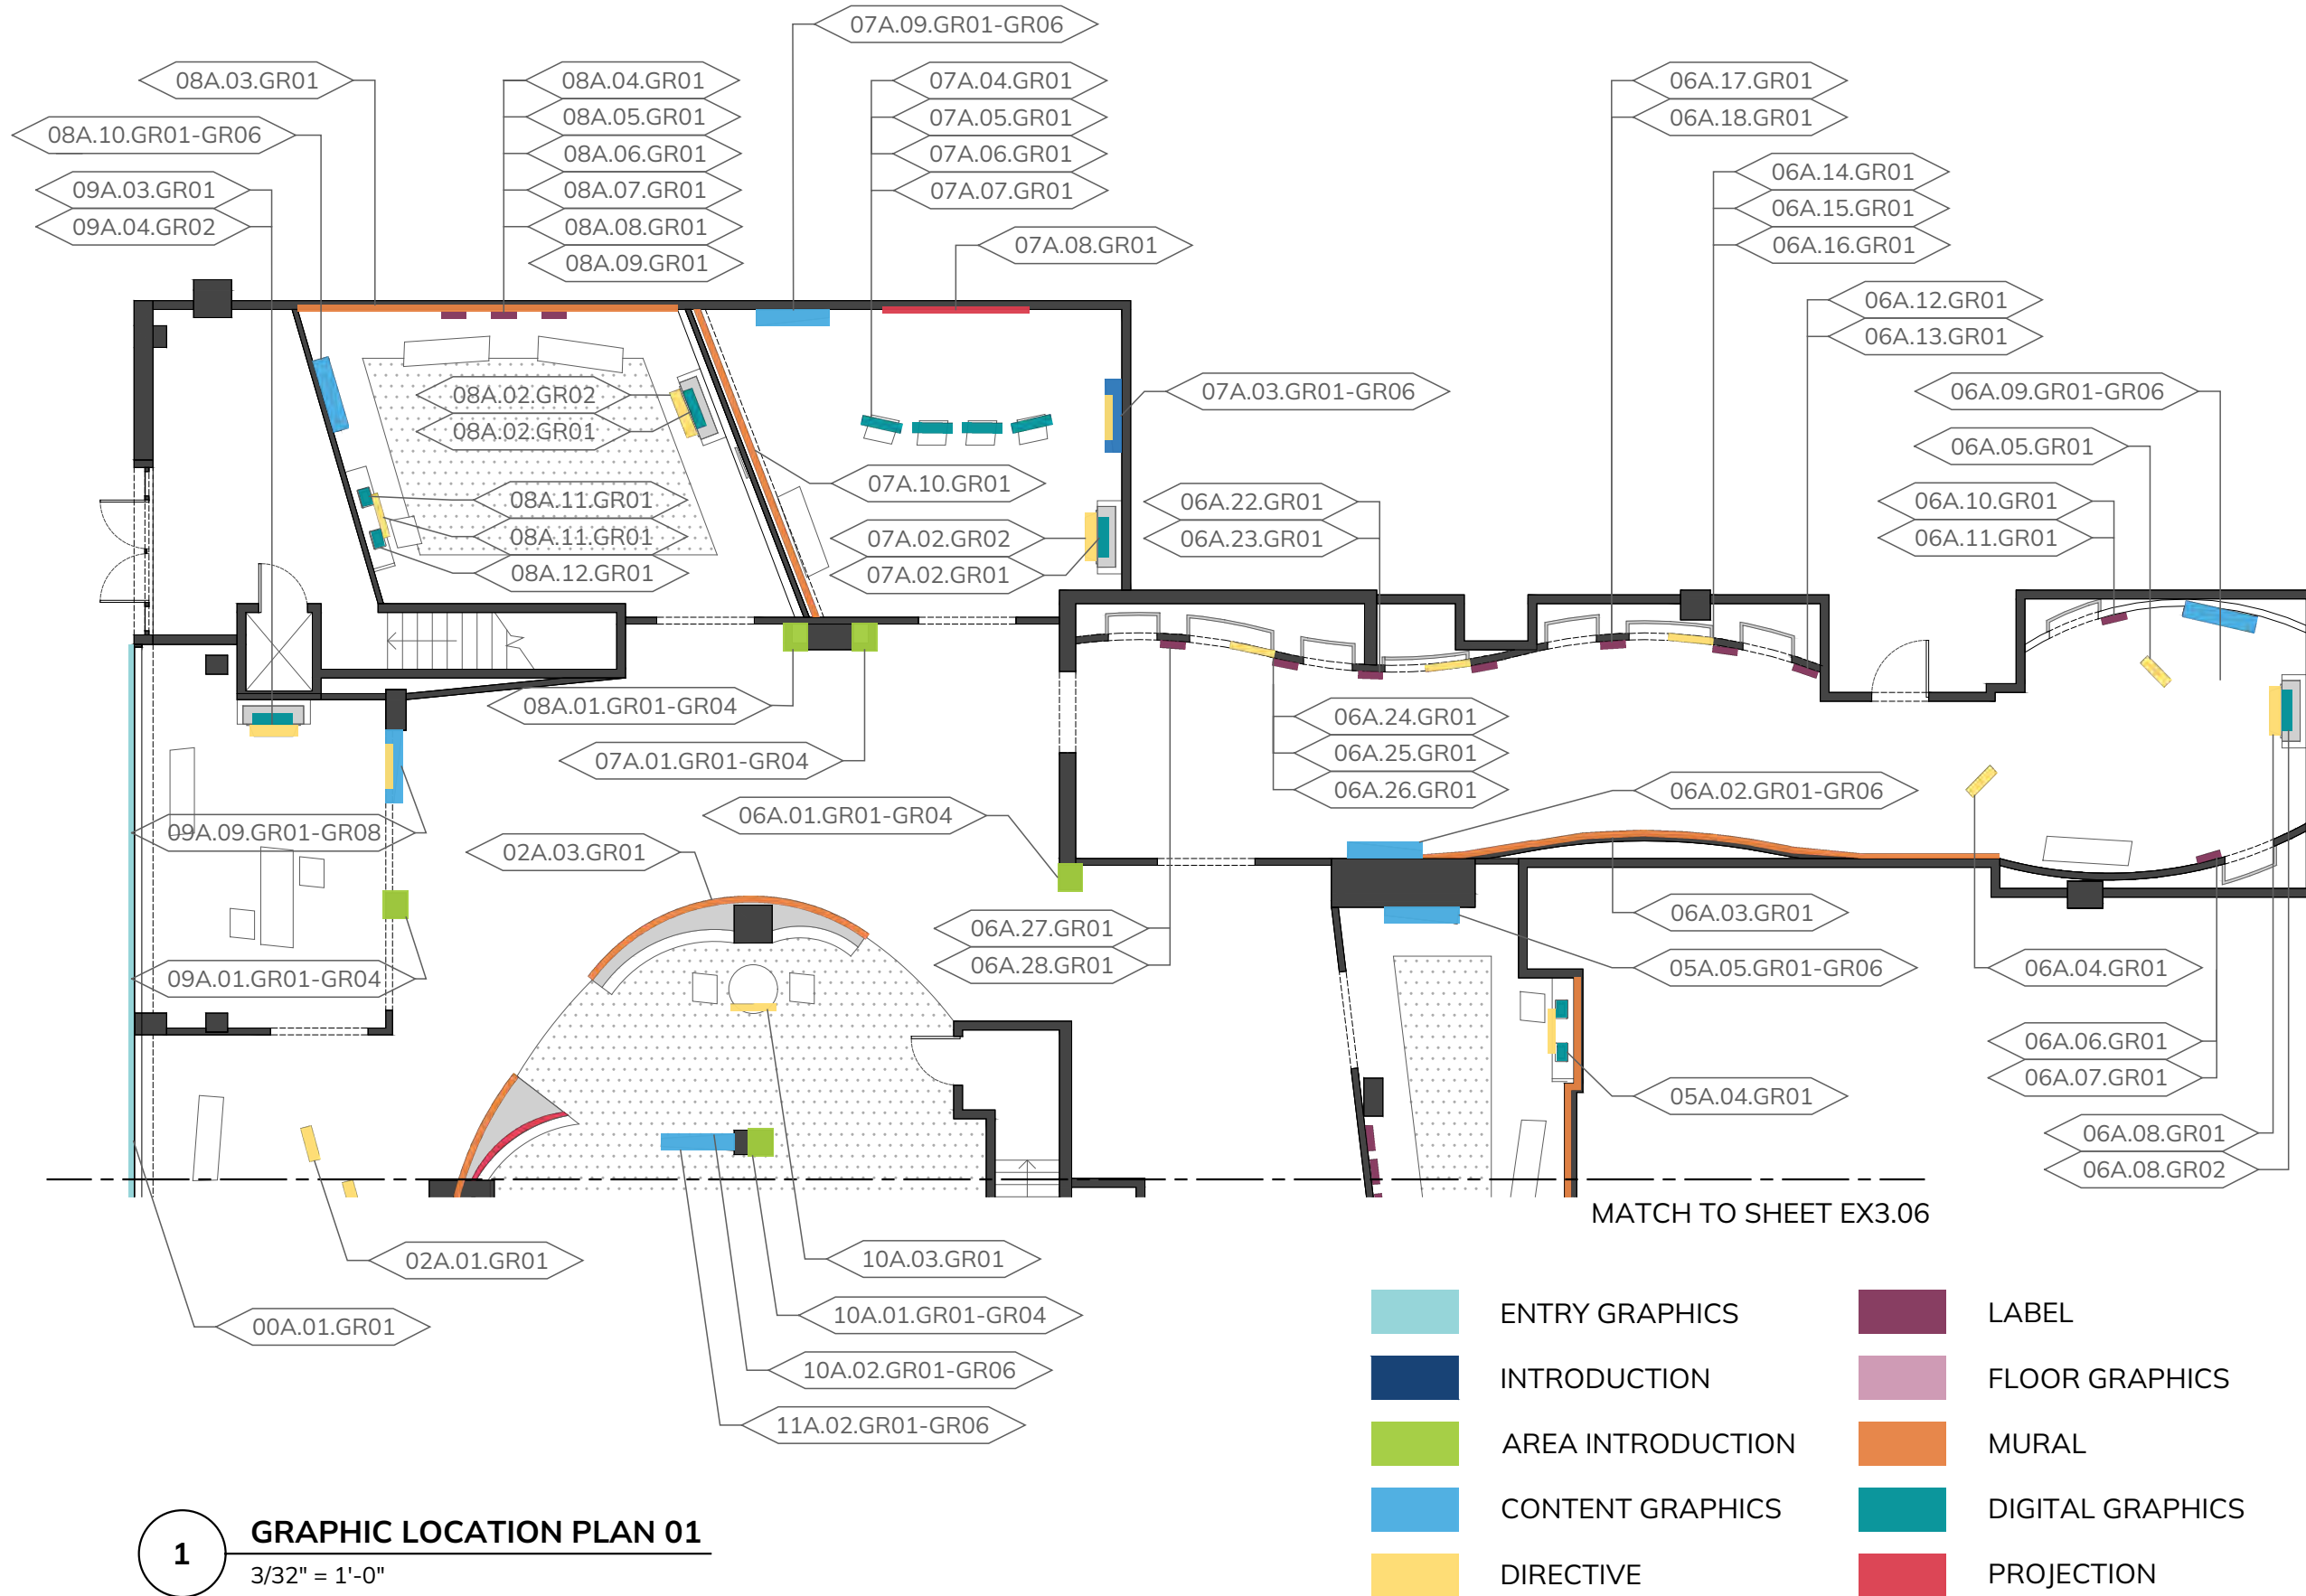 07A.09.GR01-GR06
08A.03.GR01
08A.04.GR01
07A.04.GR01
06A.17.GR01
08A.05.GR01
07A.05.GR01
06A.18.GR01
08A.10.GR01-GR06
08A.06.GR01
07A.06.GR01
06A.14.GR01
09A.03.GR01
08A.07.GR01
07A.07.GR01
06A.15.GR01
09A.04.GR02
08A.08.GR01
07A.08.GR01
06A.16.GR01
08A.09.GR01
06A.12.GR01
06A.13.GR01
08A.02.GR02
07A.03.GR01-GR06
06A.09.GR01-GR06
08A.02.GR01
06A.05.GR01
07A.10.GR01
08A.11.GR01
06A.22.GR01
06A.10.GR01
08A.11.GR01
07A.02.GR02
06A.23.GR01
06A.11.GR01
08A.12.GR01
07A.02.GR01
08A.01.GR01-GR04
06A.24.GR01
07A.01.GR01-GR04
06A.25.GR01
06A.26.GR01
06A.02.GR01-GR06
06A.01.GR01-GR04
09A.09.GR01-GR08
02A.03.GR01
06A.27.GR01
06A.03.GR01
06A.28.GR01
05A.05.GR01-GR06
06A.04.GR01
09A.01.GR01-GR04
06A.06.GR01
06A.07.GR01
05A.04.GR01
06A.08.GR01
06A.08.GR02
MATCH TO SHEET EX3.06
02A.01.GR01
10A.03.GR01
00A.01.GR01
10A.01.GR01-GR04
10A.02.GR01-GR06
11A.02.GR01-GR06
ENTRY GRAPHICS
INTRODUCTION
AREA INTRODUCTION
CONTENT GRAPHICS
DIRECTIVE
LABEL
FLOOR GRAPHICS
MURAL
DIGITAL GRAPHICS
PROJECTION
1
GRAPHIC LOCATION PLAN 01
3/32" = 1'-0"